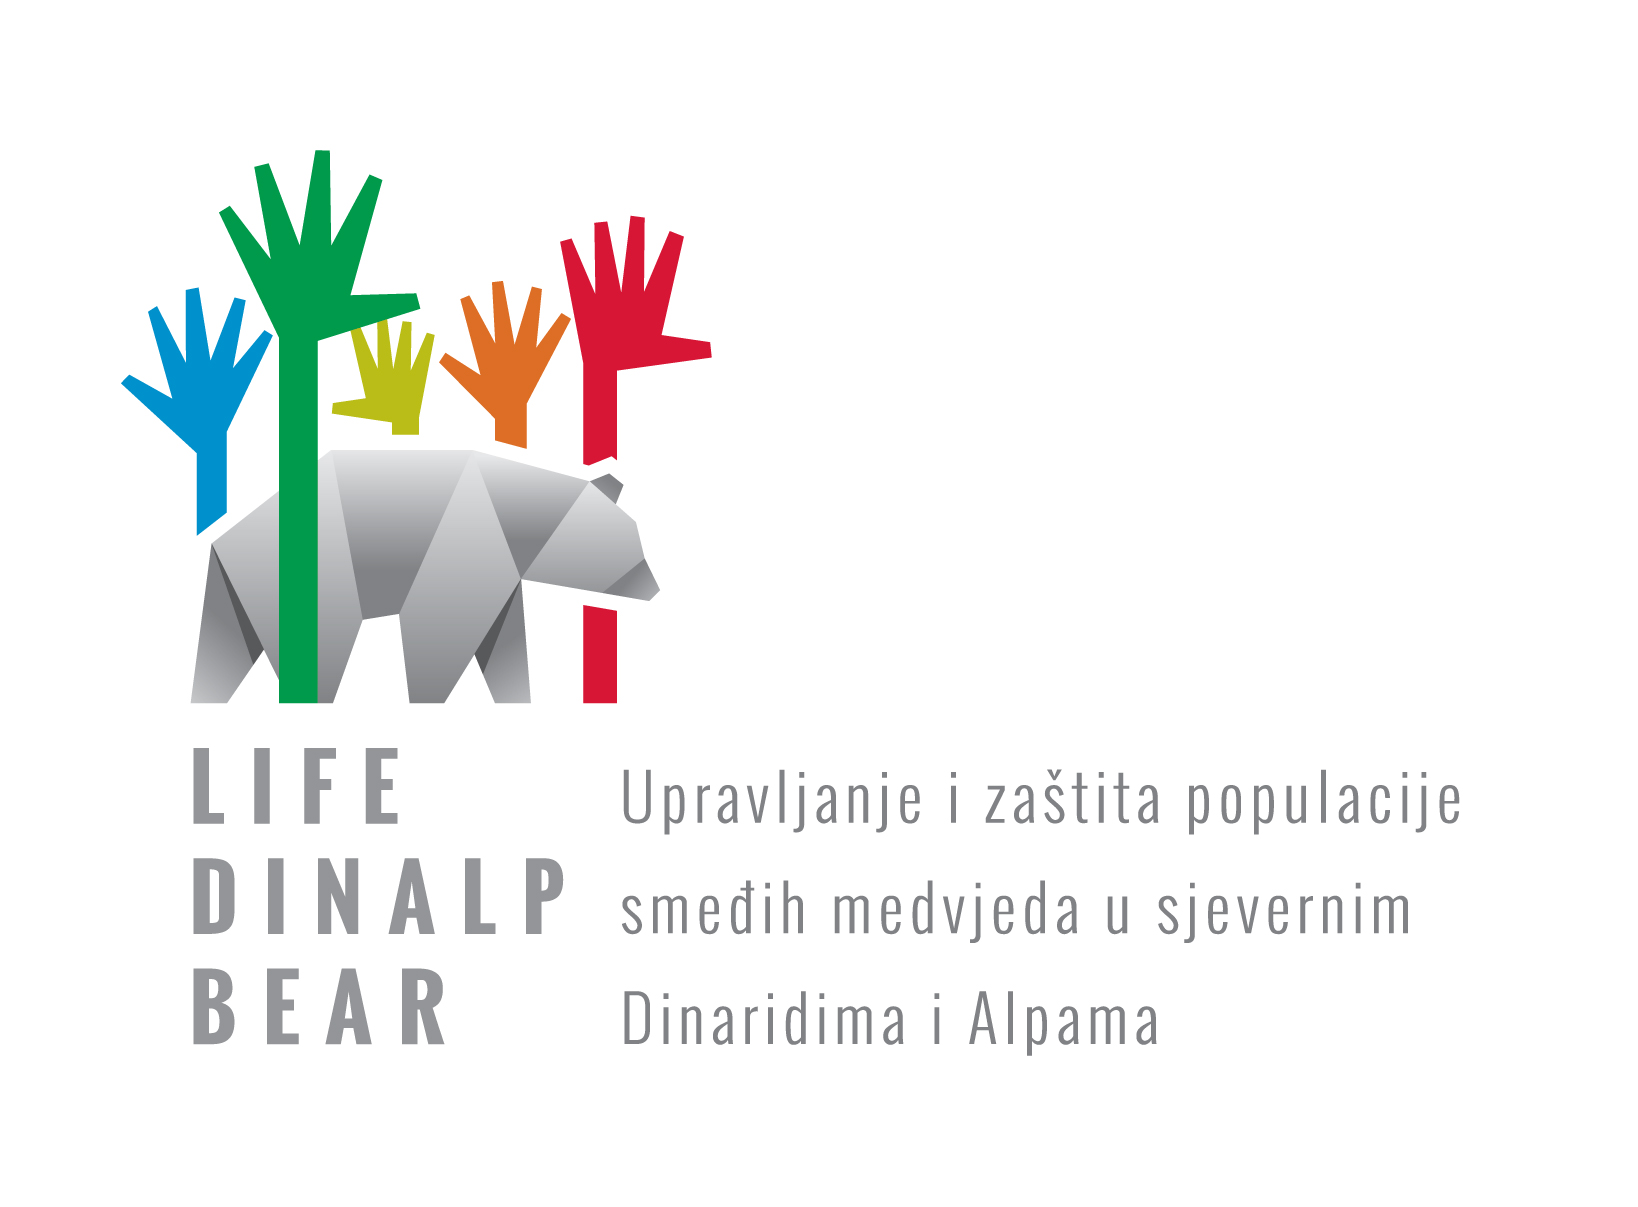 LIFE
DINALP
BEAR
Upravljanje i zaštita populacije
smeđih medvjeda u sjevernim
Dinaridima i Alpama